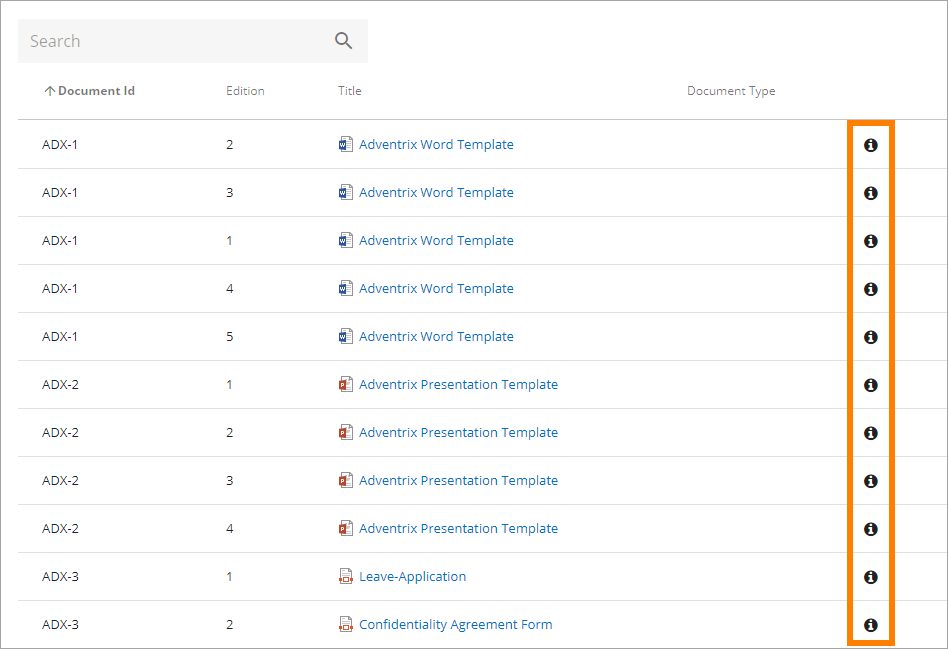 Search
Document Id Edition Title Document Type
ADX-1 2 Adventrix Word Template
ADX-1 3 Adventrix Word Template
ADX-1 1 Adventrix Word Template
ADX-1 4 Adventrix Word Template
ADX-1 5 Adventrix Word Template
ADX-2 1 Adventrix Presentation Template
ADX-2 2 Adventrix Presentation Template
ADX-2 3 Adventrix Presentation Template
ADX-2 4 Adventrix Presentation Template
ADX-3 1 Leave-Application
ADX-3 2 Confidentiality Agreement Form